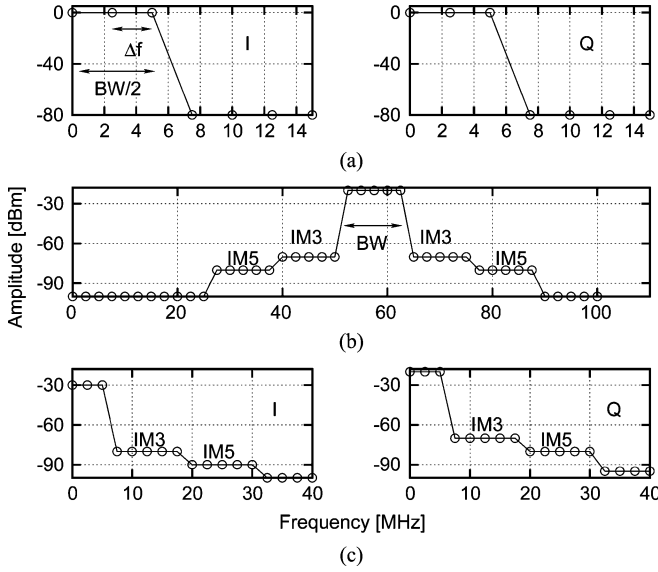 0
-40
-80
Δf
BW/2
I
0 2 4 6 8 10 12 14
0
-40
-80
Q
0 2 4 6 8 10 12 14
(a)
Amplitude [dBm]
-30
-60
-90
IM5
IM3
BW
IM3
IM5
0 20 40 60 80 100
(b)
-30
-60
-90
IM3
IM5
I
0 10 20 30 40
-30
-60
-90
IM3
IM5
Q
0 10 20 30 40
Frequency [MHz]
(c)